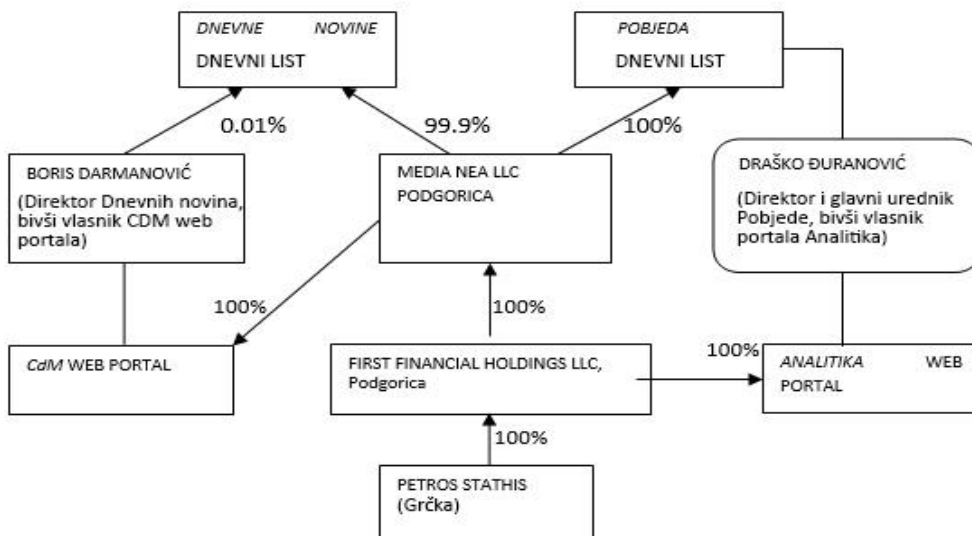 DNEVNE NOVINE
DNEVNI LIST
POBJEDA
DNEVNI LIST
0.01%
99.9%
100%
BORIS DARMANOVIĆ
(Direktor Dnevnih novina,
bivši vlasnik CDM web
portala)
MEDIA NEA LLC
PODGORICA
DRAŠKO ĐURANOVIĆ
(Direktor i glavni urednik
Pobjede, bivši vlasnik
portala Analitika)
100%
100%
CdM WEB PORTAL
FIRST FINANCIAL HOLDINGS LLC,
Podgorica
100%
ANALITIKA WEB
PORTAL
100%
PETROS STATHIS
(Grčka)